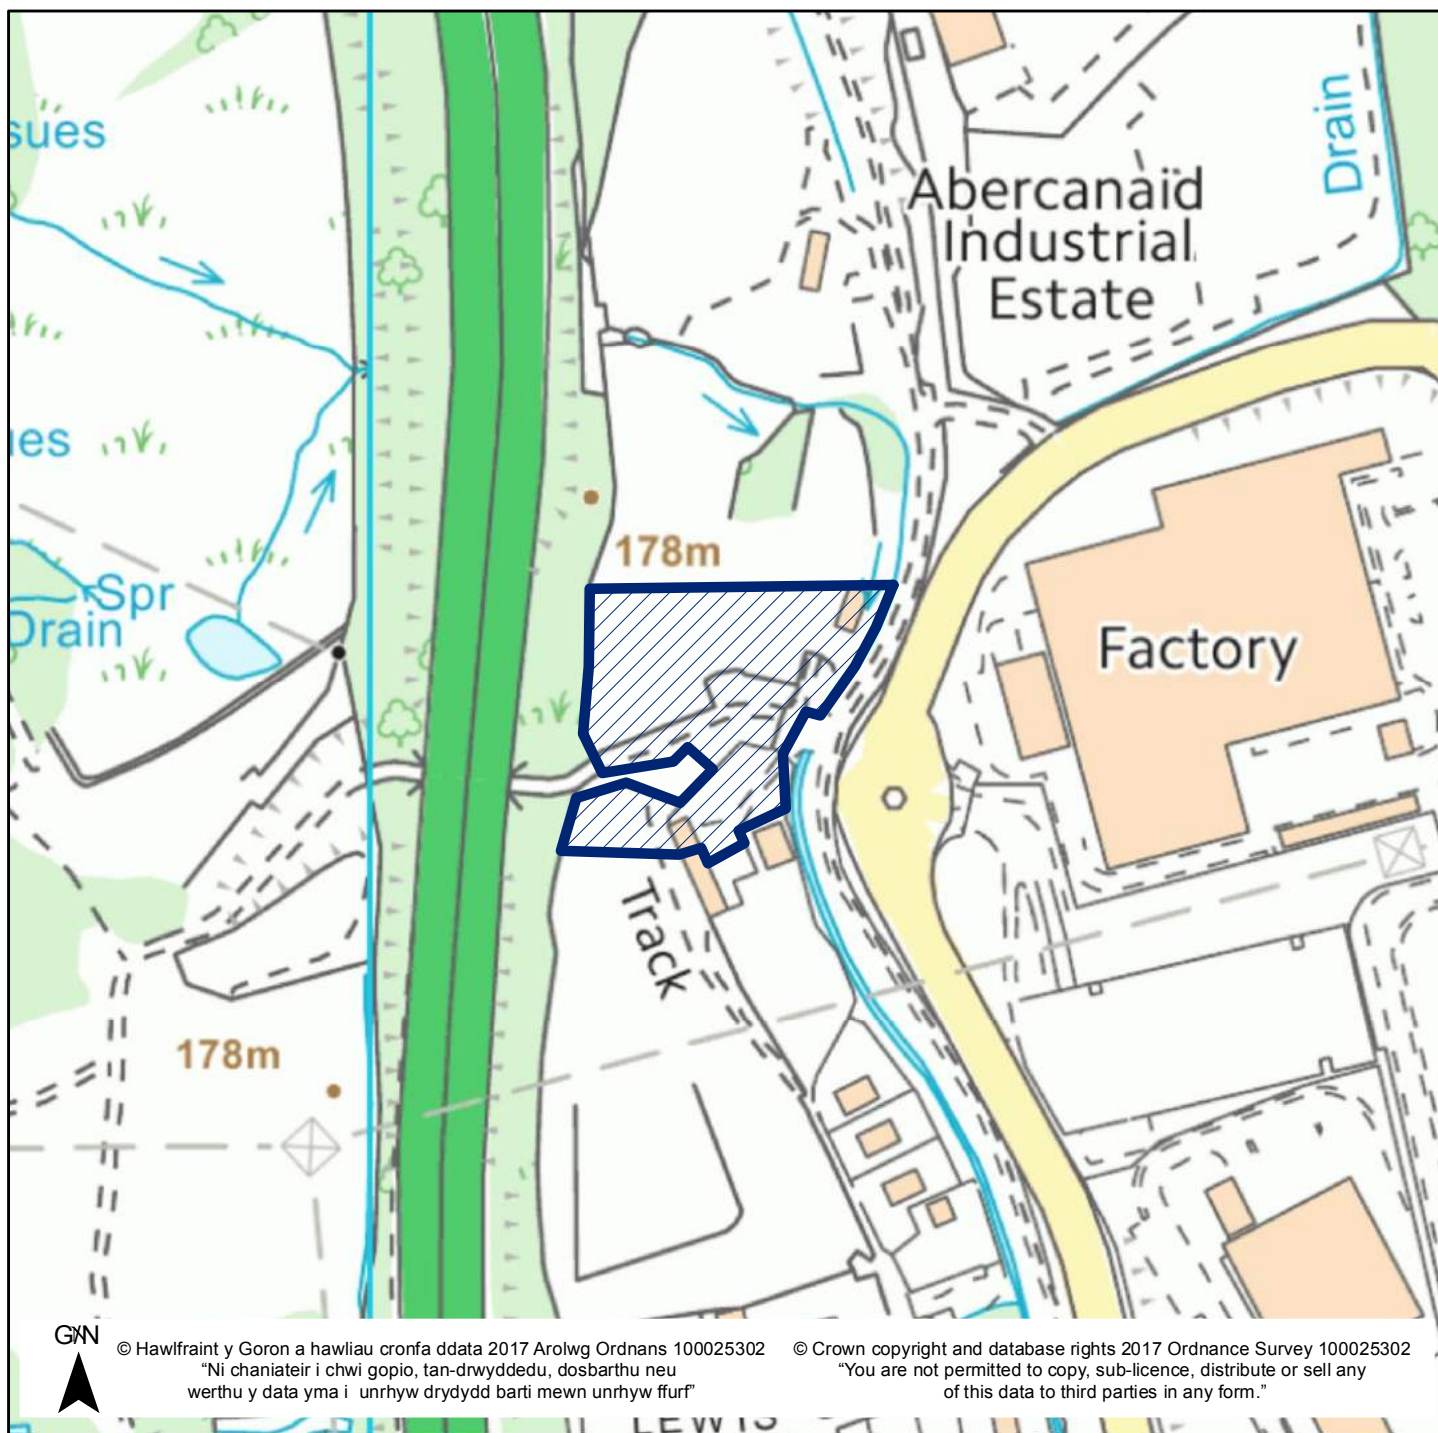 sues
Abercanaid
Industrial
Estate
Drain
ues
178m
Spr
Drain
Factory
Track
178m
© Hawlfraint y Goron a hawliau cronfa ddata 2017 Arolwg Ordnans 100025302
“Ni chaniateir i chwi gopio, tan-drwyddedu, dosbarthu neu
werthu y data yma i unrhyw drydydd barti mewn unrhyw ffurf”
© Crown copyright and database rights 2017 Ordnance Survey 100025302
“You are not permitted to copy, sub-licence, distribute or sell any
of this data to third parties in any form.”
LEWIS